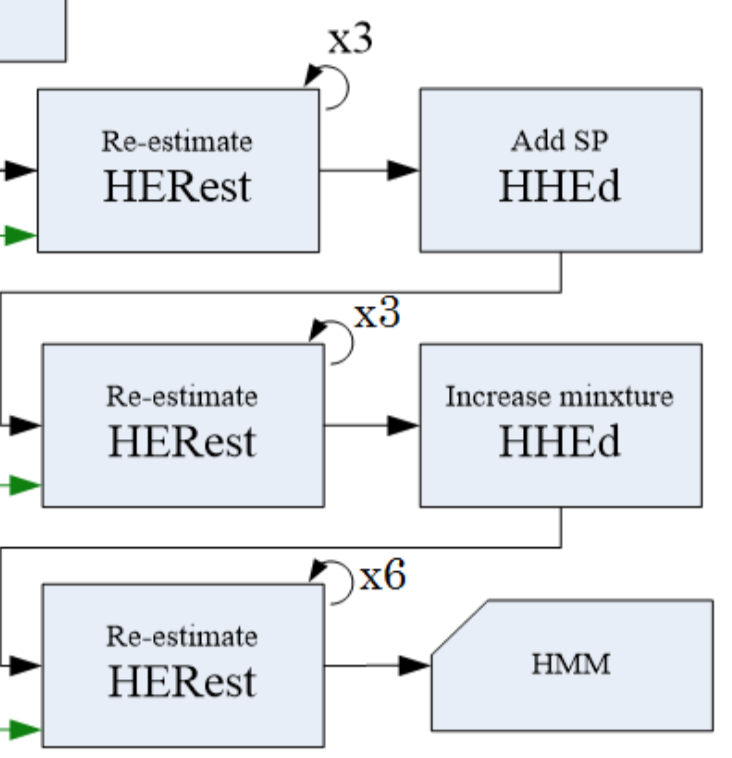 x3
Re-estimate
HERest
Add SP
HHEd
x3
Re-estimate
HERest
Increase minxture
HHEd
x6
Re-estimate
HERest
HMM